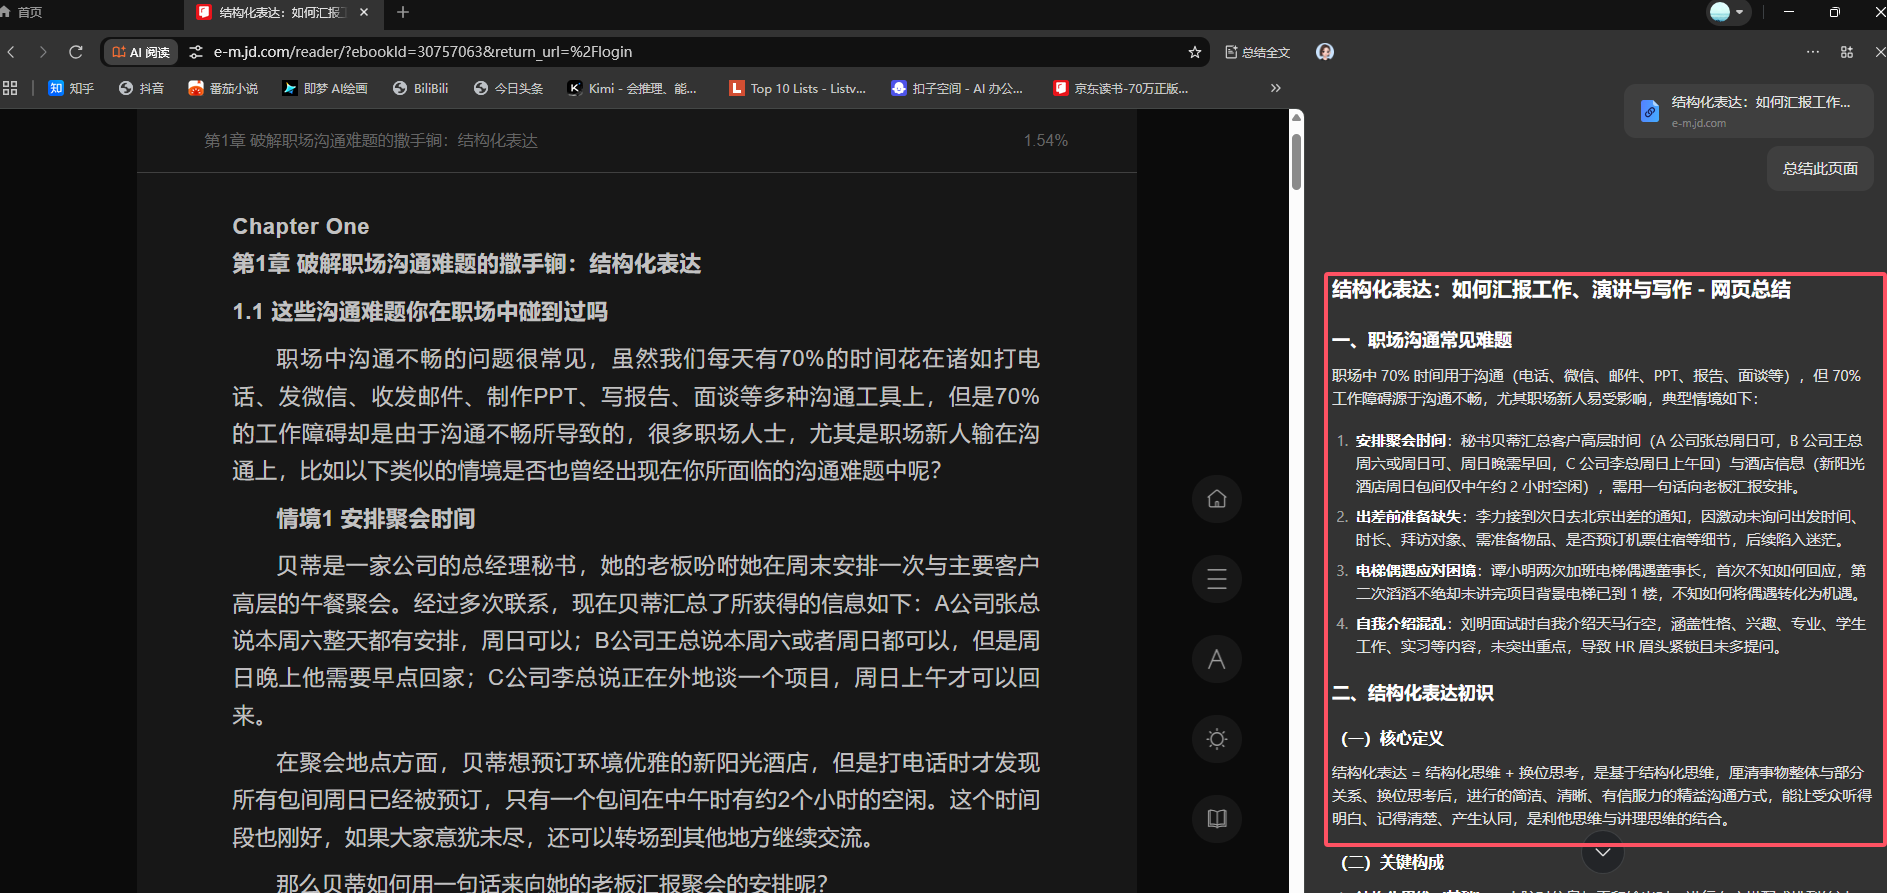 首页
结构化表达：如何汇报工
AI 阅读
e-m.jd.com/reader/?ebookId=30757063&return_url=%2Flogin
总结全文
知乎
抖音
番茄小说
即梦 AI绘画
BiliBili
今日头条
Kimi - 会推理、能...
Top 10 Lists - Listv...
扣子空间 - AI 办公...
京东读书-70万正版...
第1章 破解职场沟通难题的撒手锏：结构化表达
1.54%
Chapter One
第1章 破解职场沟通难题的撒手锏：结构化表达
1.1 这些沟通难题你在职场中碰到过吗
职场中沟通不畅的问题很常见，虽然我们每天有70%的时间花在诸如打电
话、发微信、收发邮件、制作PPT、写报告、面谈等多种沟通工具上，但是70%
的工作障碍却是由于沟通不畅所导致的，很多职场人士，尤其是职场新人输在沟
通上，比如以下类似的情境是否也曾经出现在你所面临的沟通难题中呢？
情境1 安排聚会时间
贝蒂是一家公司的总经理秘书，她的老板吩咐她在周末安排一次与主要客户
高层的午餐聚会。经过多次联系，现在贝蒂汇总了所获得的信息如下：A公司张总
说本周六整天都有安排，周日可以；B公司王总说本周六或者周日都可以，但是周
日晚上他需要早点回家；C公司李总说正在外地谈一个项目，周日上午才可以回
来。
在聚会地点方面，贝蒂想预订环境优雅的新阳光酒店，但是打电话时才发现
所有包间周日已经被预订，只有一个包间在中午时有约2个小时的空闲。这个时间
段也刚好，如果大家意犹未尽，还可以转场到其他地方继续交流。
那么贝蒂如何用一句话来向她的老板汇报聚会的安排呢？
结构化表达：如何汇报工作...
e-m.jd.com
总结此页面
结构化表达：如何汇报工作、演讲与写作 - 网页总结
一、职场沟通常见难题
职场中 70% 时间用于沟通（电话、微信、邮件、PPT、报告、面谈等），但 70%
工作障碍源于沟通不畅，尤其职场新人易受影响，典型情境如下：
1. 安排聚会时间：秘书贝蒂汇总客户高层时间（A 公司张总周日可，B 公司王总
周六或周日可、周日晚需早回，C 公司李总周日上午回）与酒店信息（新阳光
酒店周日包间仅中午约 2 小时空闲），需用一句话向老板汇报安排。
2. 出差前准备缺失：李力接到次日去北京出差的通知，因激动未询问出发时间、
时长、拜访对象、需准备物品、是否预订机票住宿等细节，后续陷入迷茫。
3. 电梯偶遇应对困境：谭小明两次加班电梯偶遇董事长，首次不知如何回应，第
二次滔滔不绝却未讲完项目背景电梯已到 1 楼，不知如何将偶遇转化为机遇。
4. 自我介绍混乱：刘明面试时自我介绍天马行空，涵盖性格、兴趣、专业、学生
工作、实习等内容，未突出重点，导致 HR 眉头紧锁且未多提问。
二、结构化表达初识
（一）核心定义
结构化表达 = 结构化思维 + 换位思考，是基于结构化思维，厘清事物整体与部分
关系、换位思考后，进行的简洁、清晰、有信服力的精益沟通方式，能让受众听得
明白、记得清楚、产生认同，是利他思维与讲理思维的结合。
（二）关键构成